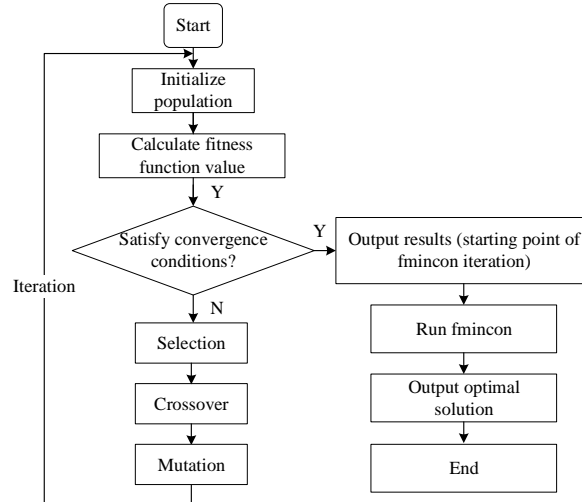 Start
Initialize
population
Calculate fitness
function value
Y
Satisfy convergence
conditions?
Y
Output results (starting point of
fmincon iteration)
Iteration
N
Run fmincon
Selection
Output optimal
solution
Crossover
Mutation
End